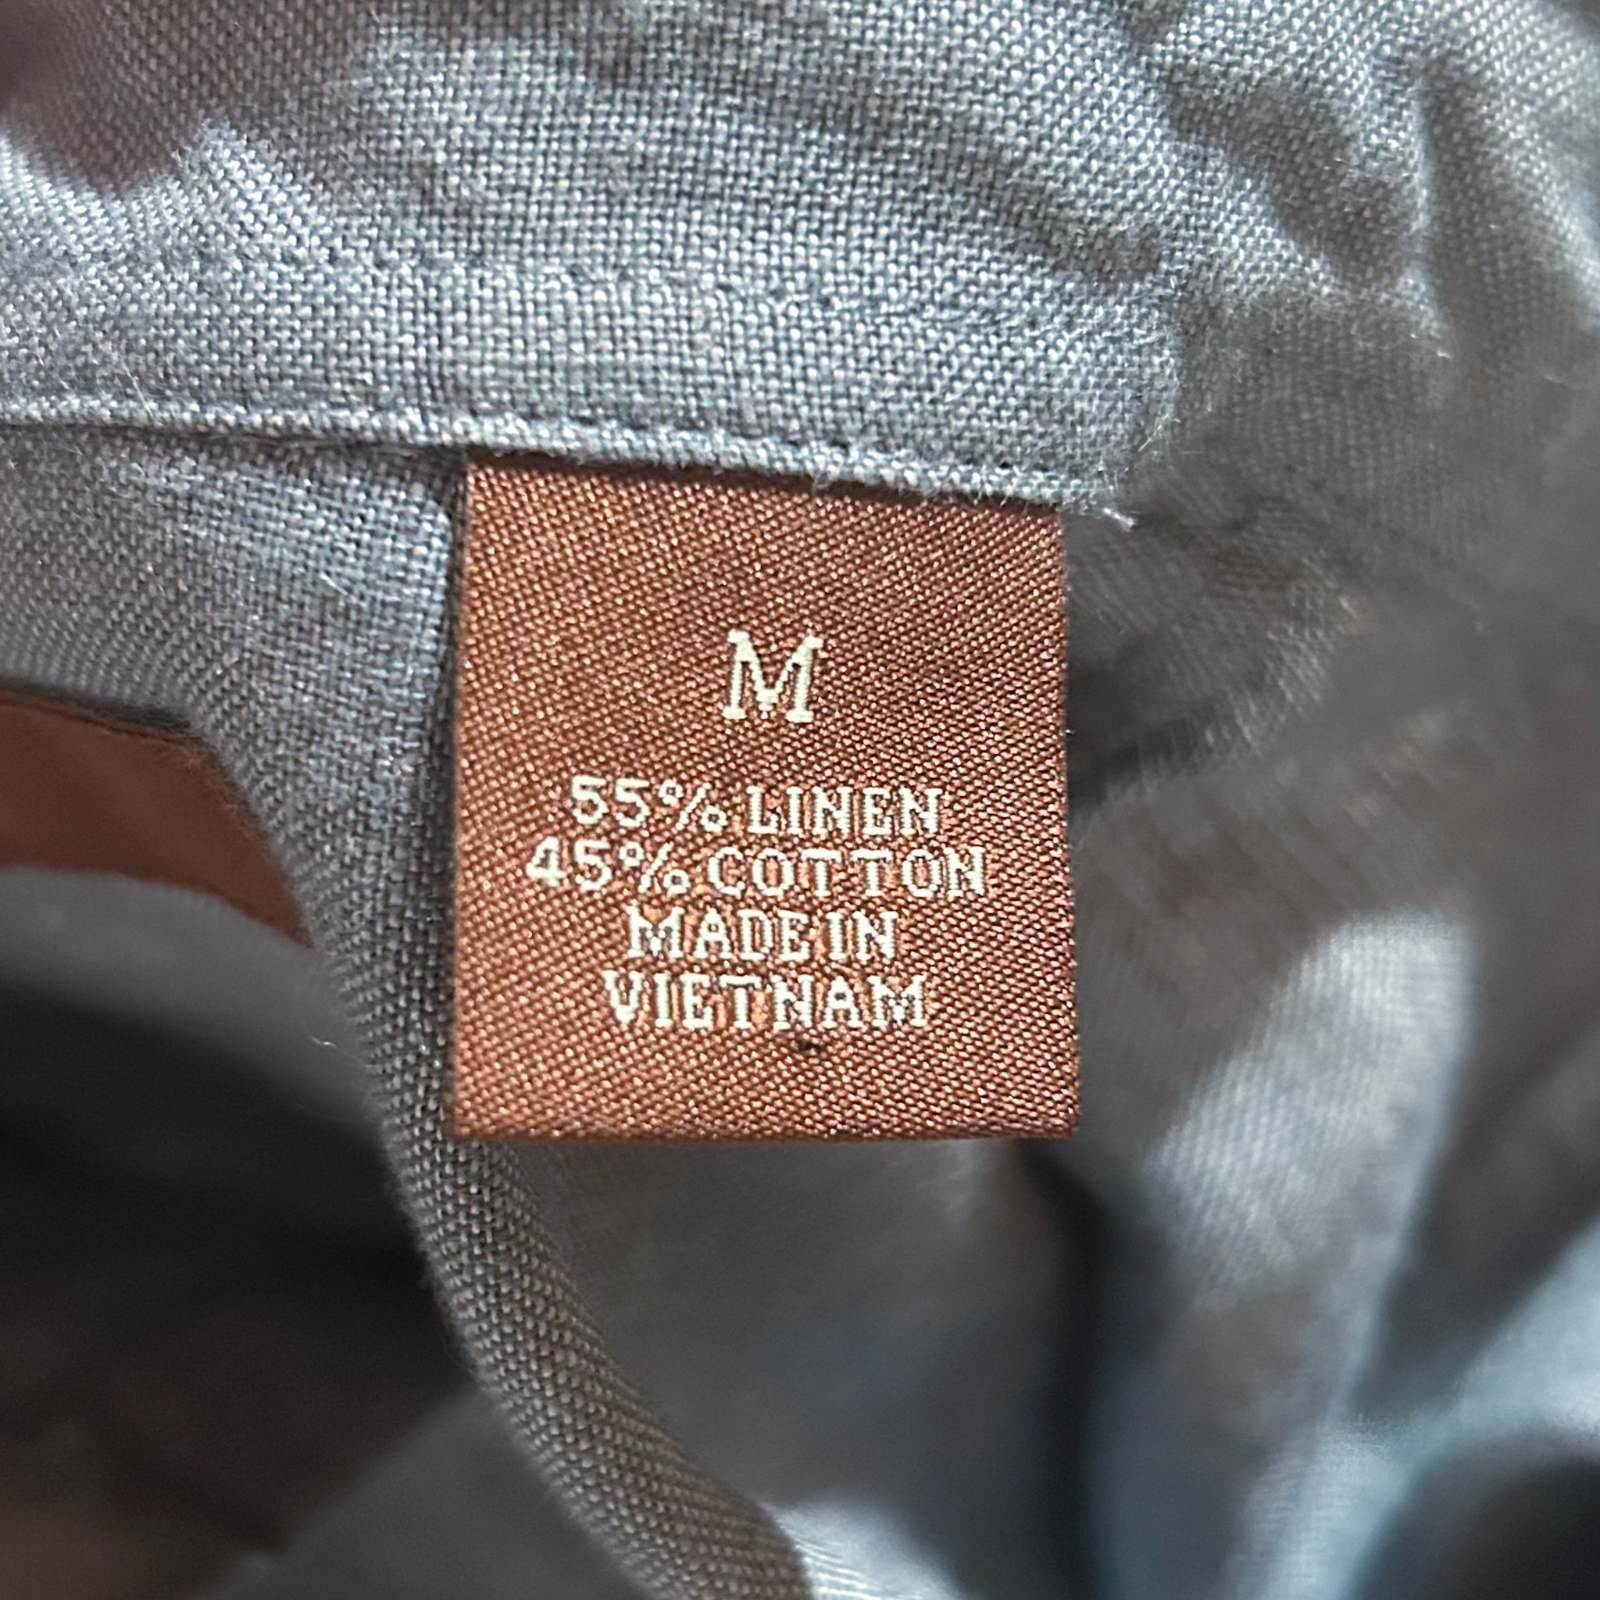 M
55% LINEN
45% COTTON
MADE IN
VIETNAM